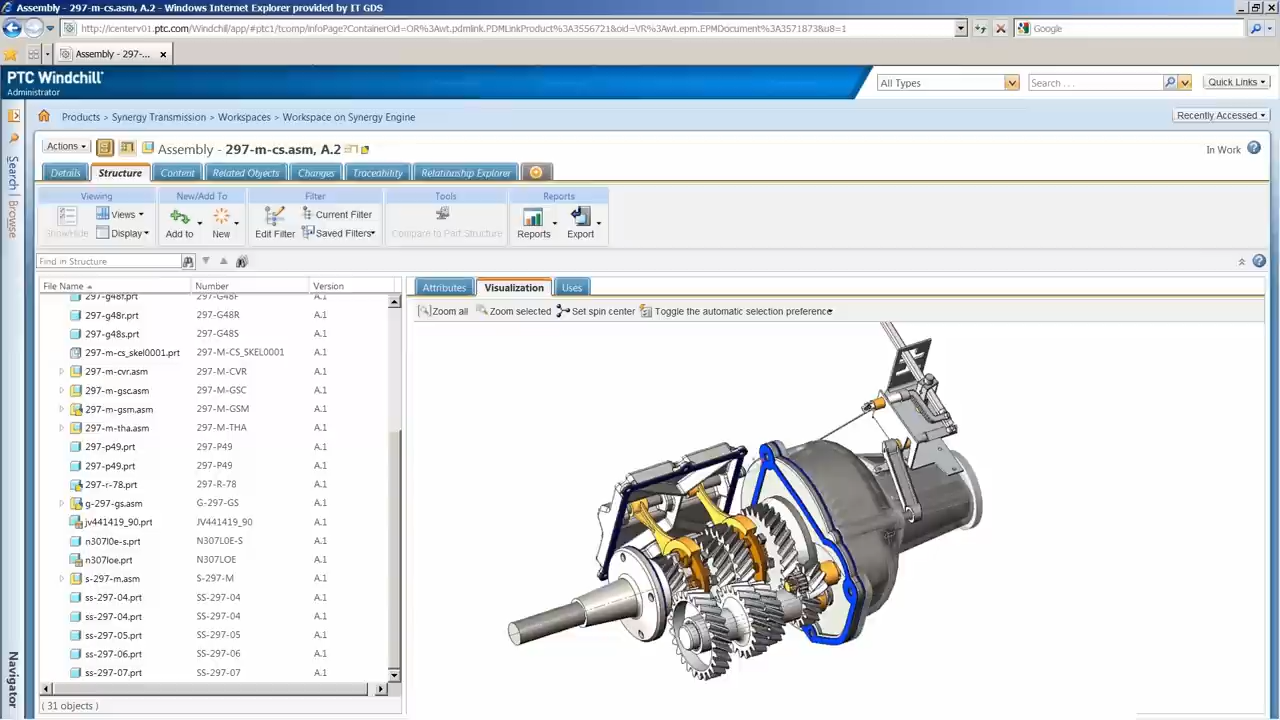 Assembly - 297-m-cs.asm, A.2 - Windows Internet Explorer provided by IT GDS
http://icenterv01.ptc.com/Windchill/app/#ptc1/tcomp/infoPage?ContainerOid=OR%3Awt.pdmlink.PDMLinkProduct%3A3556721&oid=VR%3Awt.epm.EPMDocument%3A3571873&u8=1
Google
Assembly - 297-...
PTC Windchill
Administrator
All Types
Search . . .
Quick Links
Products > Synergy Transmission > Workspaces > Workspace on Synergy Engine
Recently Accessed
Actions
Assembly - 297-m-cs.asm, A.2
In Work
Details Structure Content Related Objects Changes Traceability Relationship Explorer
Viewing New/Add To Filter Tools Reports
Show/Hide Views Display
Add to New
Edit Filter Current Filter Saved Filters
Compare to Part Structure
Reports Export
Search | Browse
Find in Structure
File Name Number Version
Attributes Visualization Uses
Zoom all Zoom selected Set spin center Toggle the automatic selection preference
297-g48f.prt 297-G48F A.1
297-g48r.prt 297-G48R A.1
297-g48s.prt 297-G48S A.1
297-m-cs_skel0001.prt 297-M-CS_SKEL0001 A.1
297-m-cvr.asm 297-M-CVR A.1
297-m-gsc.asm 297-M-GSC A.1
297-m-gsm.asm 297-M-GSM A.1
297-m-tha.asm 297-M-THA A.1
297-p49.prt 297-P49 A.1
297-p49.prt 297-P49 A.1
297-r-78.prt 297-R-78 A.1
g-297-gs.asm G-297-GS A.1
jv441419_90.prt JV441419_90 A.1
n307l0e-s.prt N307L0E-S A.1
n307loe.prt N307LOE A.1
s-297-m.asm S-297-M A.1
ss-297-04.prt SS-297-04 A.1
ss-297-04.prt SS-297-04 A.1
ss-297-05.prt SS-297-05 A.1
ss-297-06.prt SS-297-06 A.1
ss-297-07.prt SS-297-07 A.1
Navigator
( 31 objects )